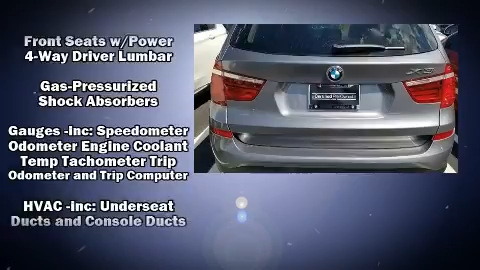 Front Seats w/Power
4-Way Driver Lumbar
Gas-Pressurized
Shock Absorbers
Gauges -inc: Speedometer
Odometer Engine Coolant
Temp Tachometer Trip
Odometer and Trip Computer
HVAC -inc: Underseat
Ducts and Console Ducts
X3